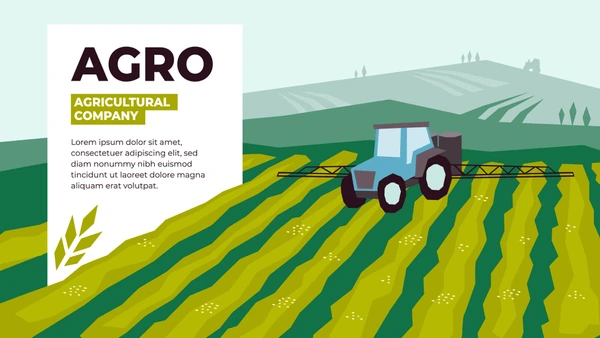 AGRO
AGRICULTURAL
COMPANY
Lorem ipsum dolor sit amet,
consectetuer adipiscing elit, sed
diam nonummy nibh euismod
tincidunt ut laoreet dolore magna
aliquam erat volutpat.